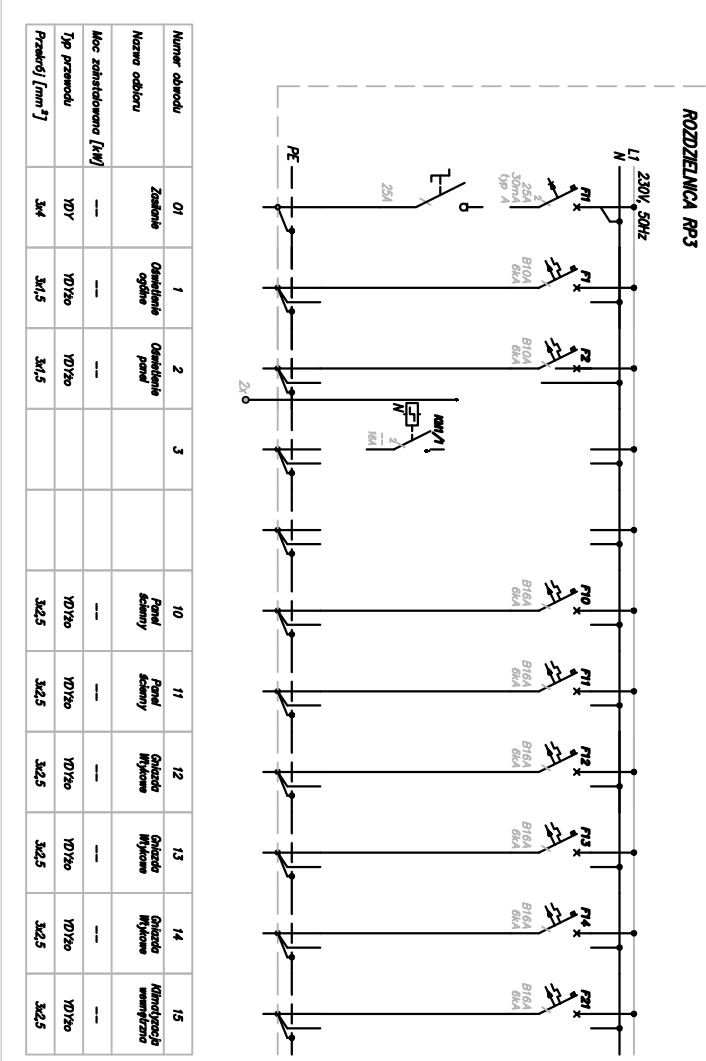 ROZDZIELNICA RP3
230V, 50Hz
L1
N
PE
FI1
25A
30mA
typ A
2
25A
F1
B10A
6kA
F2
B10A
6kA
2x
N
KM1/1
16A
2
F10
B16A
6kA
F11
B16A
6kA
F12
B16A
6kA
F13
B16A
6kA
F14
B16A
6kA
F21
B16A
6kA
Numer obwodu 01 1 2 3 10 11 12 13 14 15
Nazwa odbioru
Zasilanie
Oświetlenie
ogólne
Oświetlenie
panel
Panel
ścienny
Panel
ścienny
Gniazda
Wtykowe
Gniazda
Wtykowe
Gniazda
Wtykowe
Klimatyzacja
wewnętrzna
Moc zainstalowana [kW] -- -- -- -- -- -- -- -- --
Typ przewodu YDY YDYżo YDYżo YDYżo YDYżo YDYżo YDYżo YDYżo YDYżo
Przekrój [mm²] 3x4 3x1,5 3x1,5 3x2,5 3x2,5 3x2,5 3x2,5 3x2,5 3x2,5